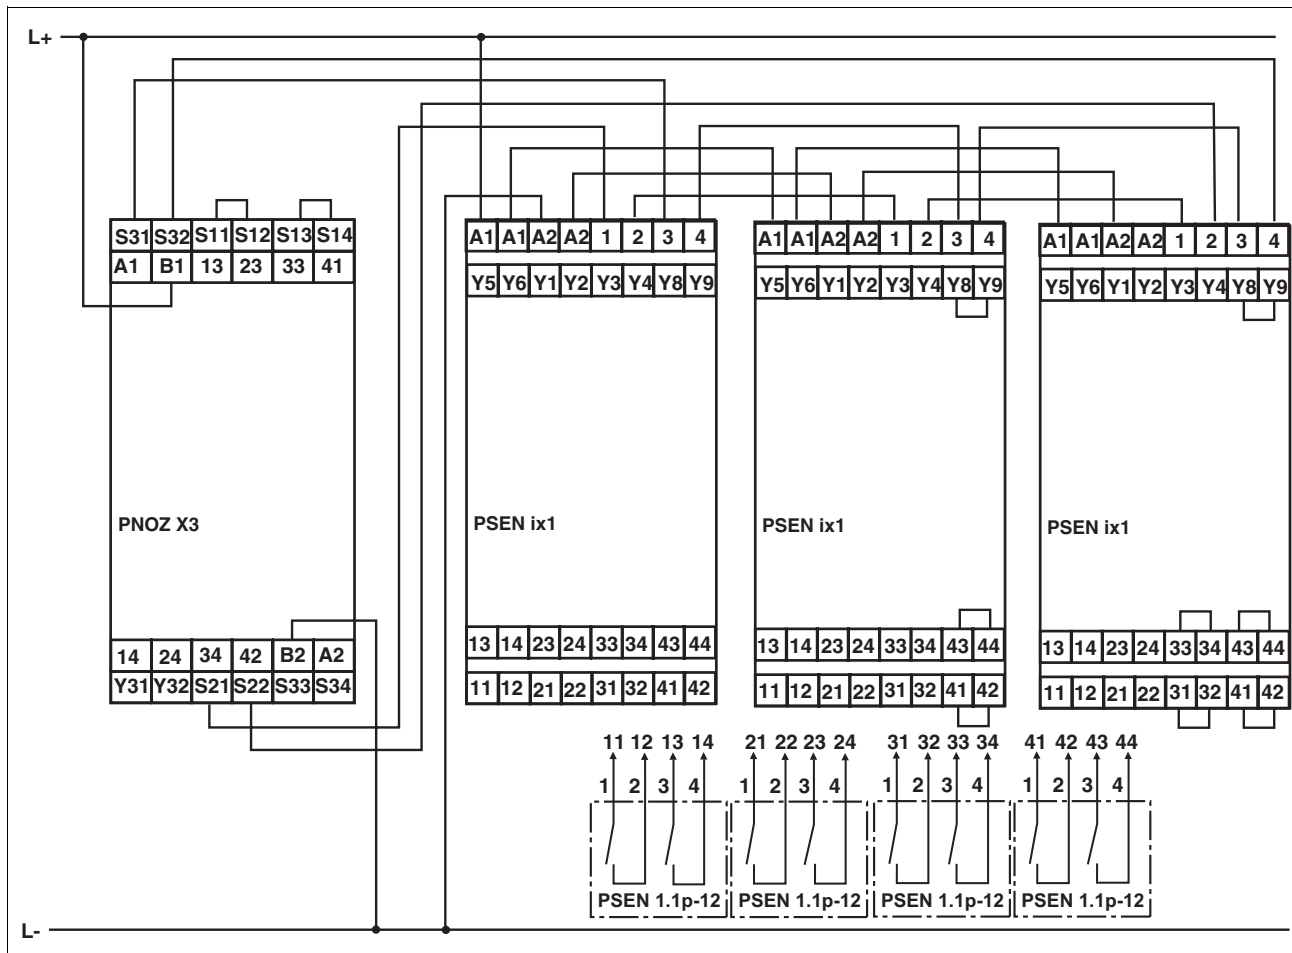 L+
S31 S32 S11 S12 S13 S14
A1 B1 13 23 33 41
PNOZ X3
14 24 34 42 B2 A2
Y31 Y32 S21 S22 S33 S34
A1 A1 A2 A2 1 2 3 4
Y5 Y6 Y1 Y2 Y3 Y4 Y8 Y9
PSEN ix1
13 14 23 24 33 34 43 44
11 12 21 22 31 32 41 42
A1 A1 A2 A2 1 2 3 4
Y5 Y6 Y1 Y2 Y3 Y4 Y8 Y9
PSEN ix1
13 14 23 24 33 34 43 44
11 12 21 22 31 32 41 42
A1 A1 A2 A2 1 2 3 4
Y5 Y6 Y1 Y2 Y3 Y4 Y8 Y9
PSEN ix1
13 14 23 24 33 34 43 44
11 12 21 22 31 32 41 42
11 12 13 14
1 2 3 4
PSEN 1.1p-12
21 22 23 24
1 2 3 4
PSEN 1.1p-12
31 32 33 34
1 2 3 4
PSEN 1.1p-12
41 42 43 44
1 2 3 4
PSEN 1.1p-12
L-